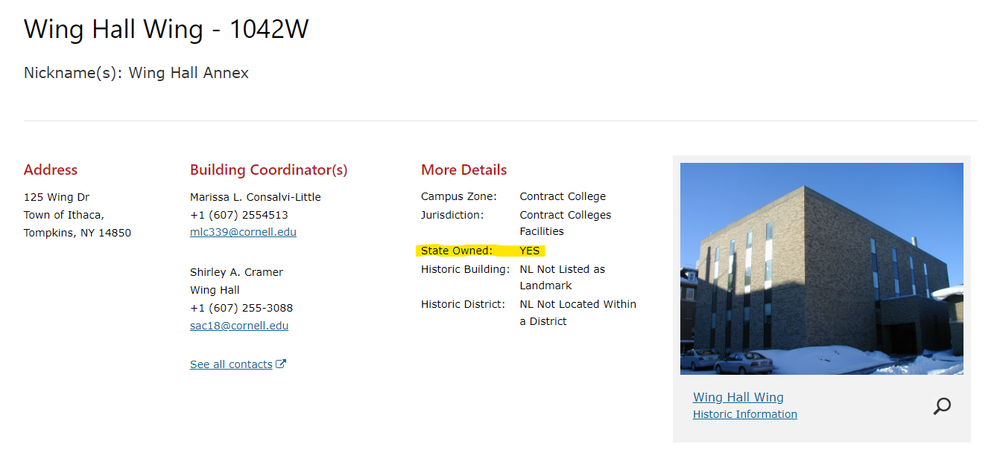 Wing Hall Wing - 1042W
Nickname(s): Wing Hall Annex
Address
125 Wing Dr
Town of Ithaca,
Tompkins, NY 14850
Building Coordinator(s)
Marissa L. Consalvi-Little
+1 (607) 2554513
mlc339@cornell.edu
Shirley A. Cramer
Wing Hall
+1 (607) 255-3088
sac18@cornell.edu
See all contacts
More Details
Campus Zone: Contract College
Jurisdiction: Contract Colleges
Facilities
State Owned: YES
Historic Building: NL Not Listed as
Landmark
Historic District: NL Not Located Within
a District
Wing Hall Wing
Historic Information